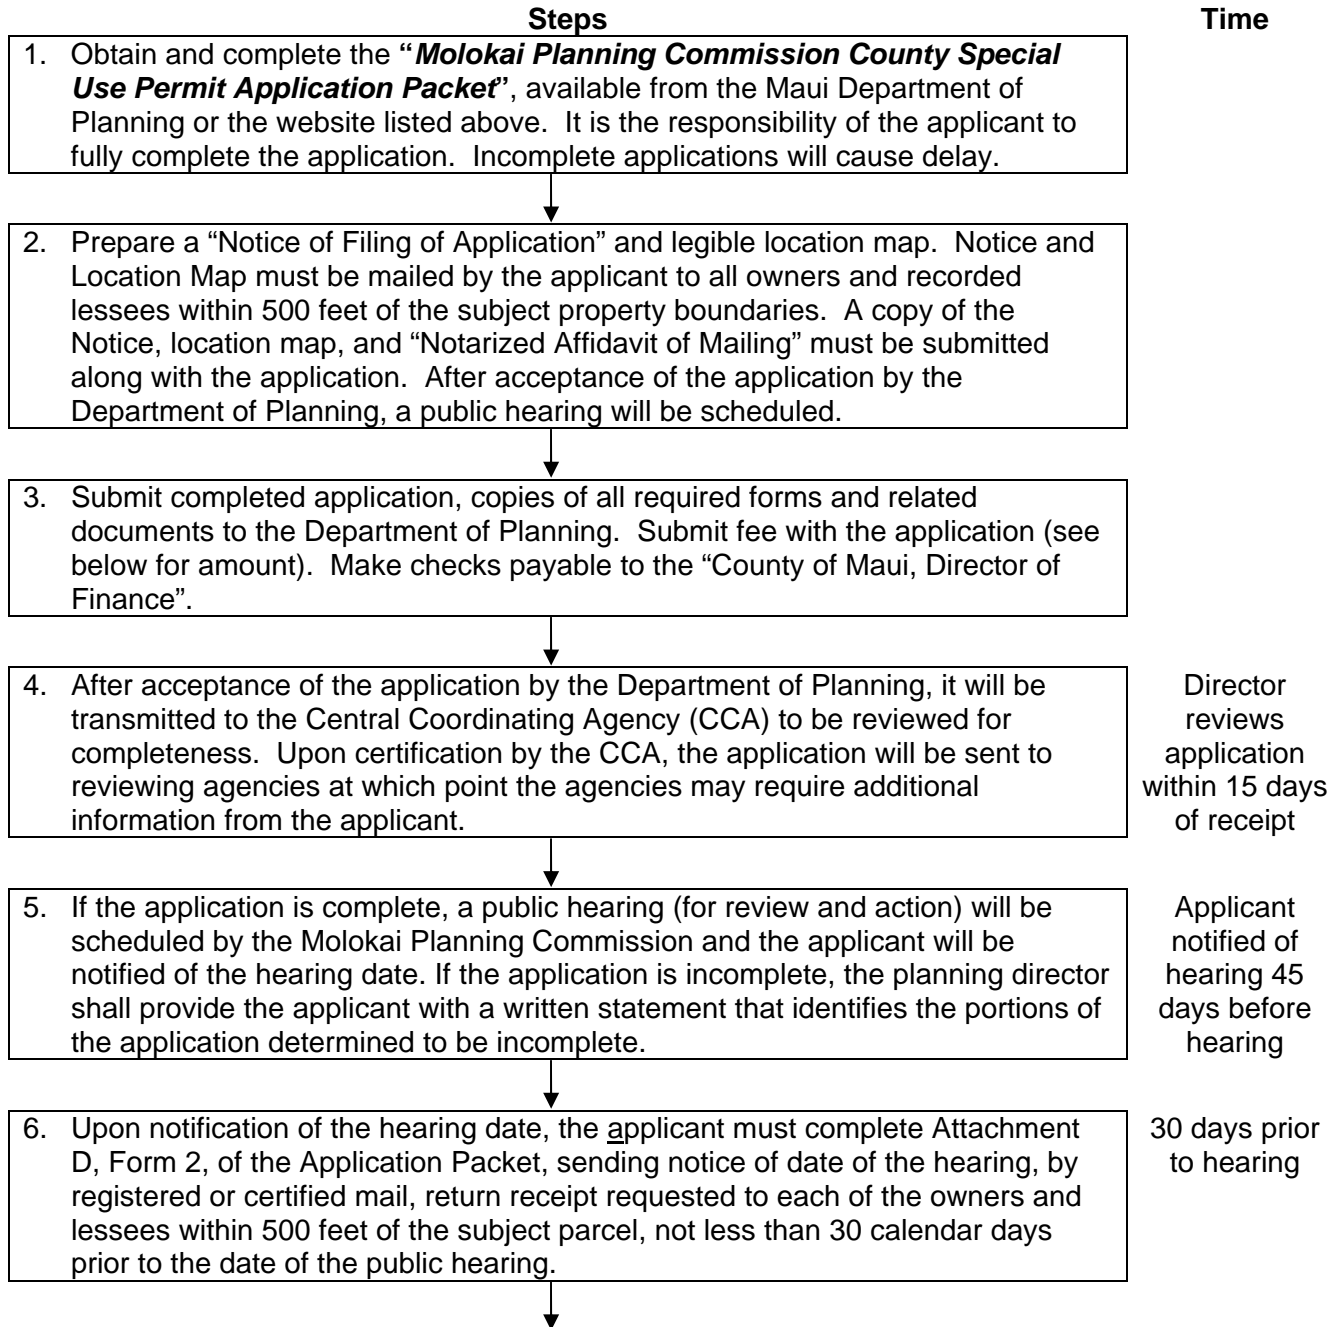 Steps
Time
1. Obtain and complete the “Molokai Planning Commission County Special
Use Permit Application Packet”, available from the Maui Department of
Planning or the website listed above. It is the responsibility of the applicant to
fully complete the application. Incomplete applications will cause delay.
2. Prepare a “Notice of Filing of Application” and legible location map. Notice and
Location Map must be mailed by the applicant to all owners and recorded
lessees within 500 feet of the subject property boundaries. A copy of the
Notice, location map, and “Notarized Affidavit of Mailing” must be submitted
along with the application. After acceptance of the application by the
Department of Planning, a public hearing will be scheduled.
3. Submit completed application, copies of all required forms and related
documents to the Department of Planning. Submit fee with the application (see
below for amount). Make checks payable to the “County of Maui, Director of
Finance”.
4. After acceptance of the application by the Department of Planning, it will be
transmitted to the Central Coordinating Agency (CCA) to be reviewed for
completeness. Upon certification by the CCA, the application will be sent to
reviewing agencies at which point the agencies may require additional
information from the applicant.
Director
reviews
application
within 15 days
of receipt
5. If the application is complete, a public hearing (for review and action) will be
scheduled by the Molokai Planning Commission and the applicant will be
notified of the hearing date. If the application is incomplete, the planning director
shall provide the applicant with a written statement that identifies the portions of
the application determined to be incomplete.
Applicant
notified of
hearing 45
days before
hearing
6. Upon notification of the hearing date, the applicant must complete Attachment
D, Form 2, of the Application Packet, sending notice of date of the hearing, by
registered or certified mail, return receipt requested to each of the owners and
lessees within 500 feet of the subject parcel, not less than 30 calendar days
prior to the date of the public hearing.
30 days prior
to hearing